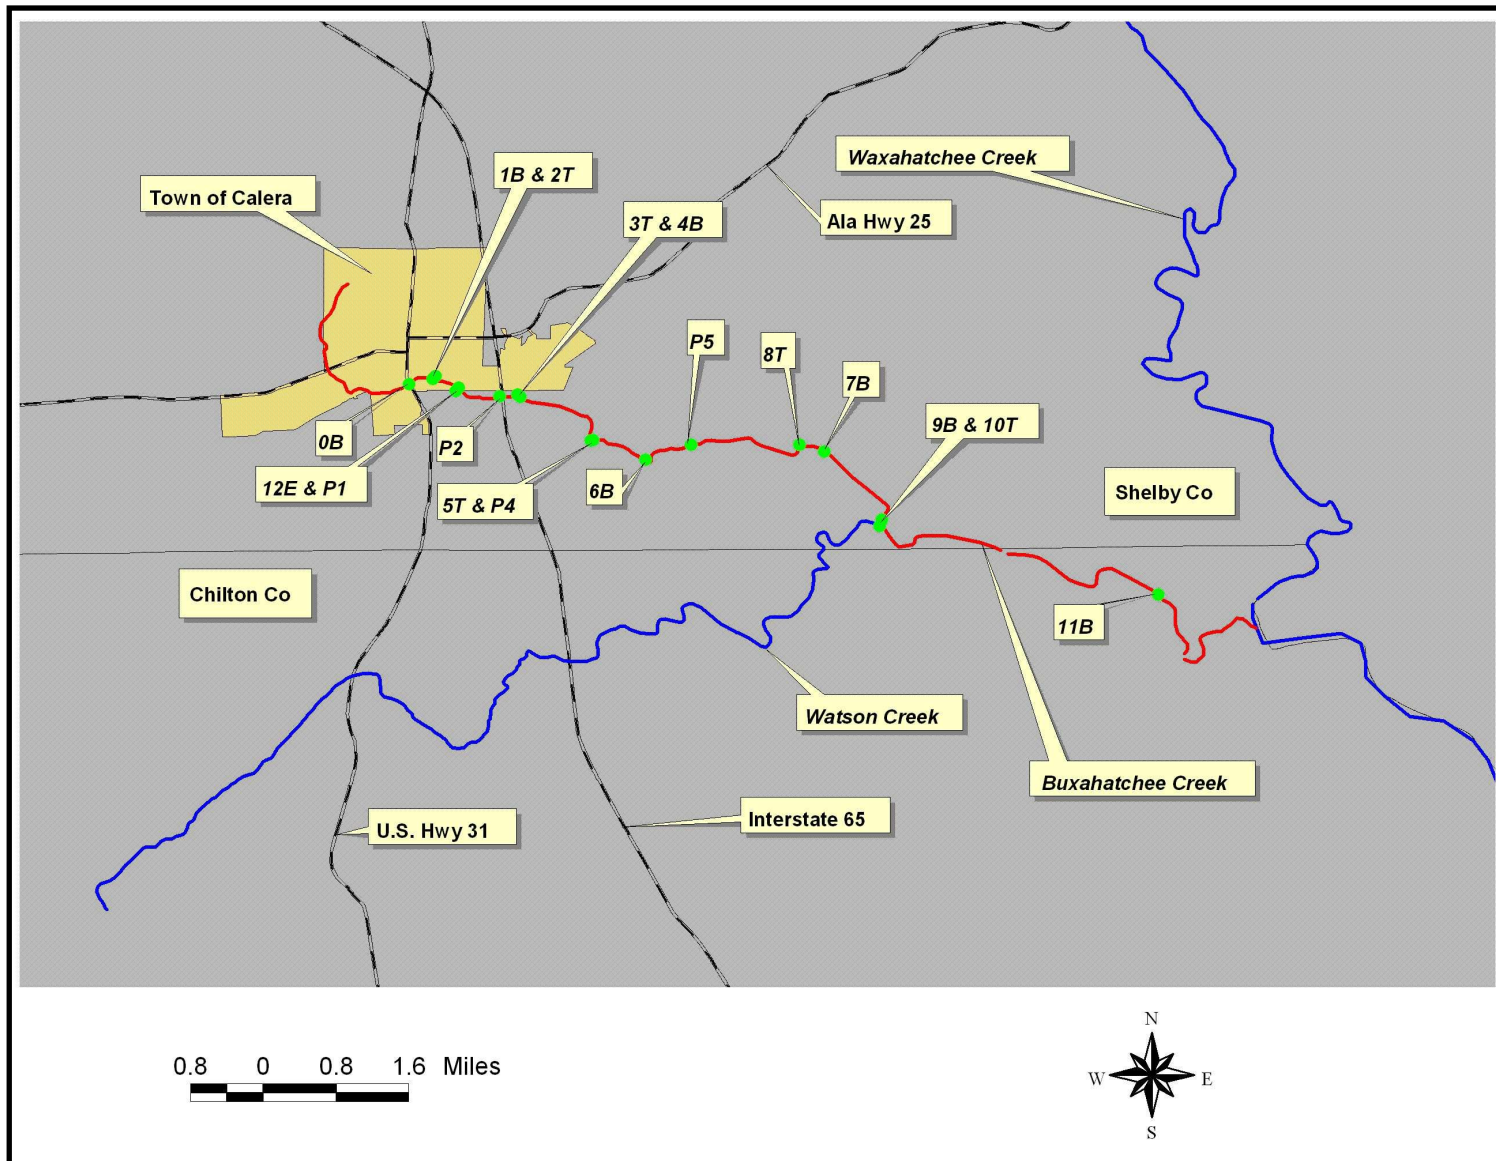 Waxahatchee Creek
1B & 2T
Town of Calera
3T & 4B
Ala Hwy 25
P5
8T
7B
9B & 10T
0B
P2
12E & P1
5T & P4
6B
Shelby Co
Chilton Co
11B
Watson Creek
Buxahatchee Creek
U.S. Hwy 31
Interstate 65
0.8 0 0.8 1.6 Miles
N
W E
S